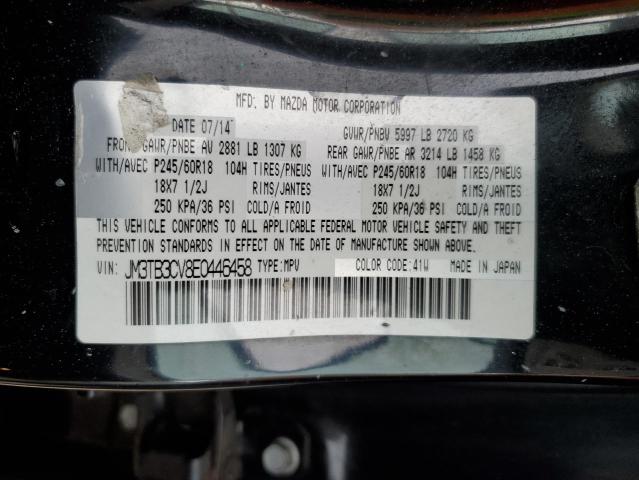 MFD. BY MAZDA MOTOR CORPORATION
DATE 07/14 GVWR/PNBV 5997 LB 2720 KG
FRONT GAWR/PNBE AV 2881 LB 1307 KG REAR GAWR/PNBE AR 3214 LB 1458 KG
WITH/AVEC P245/60R18 104H TIRES/PNEUS WITH/AVEC P245/60R18 104H TIRES/PNEUS
18X7 1/2J RIMS/JANTES 18X7 1/2J RIMS/JANTES
250 KPA/36 PSI COLD/A FROID 250 KPA/36 PSI COLD/A FROID
THIS VEHICLE CONFORMS TO ALL APPLICABLE FEDERAL MOTOR VEHICLE SAFETY AND THEFT
PREVENTION STANDARDS IN EFFECT ON THE DATE OF MANUFACTURE SHOWN ABOVE.
VIN: JM3TB3CV8E0446458 TYPE:MPV COLOR CODE:41W MADE IN JAPAN